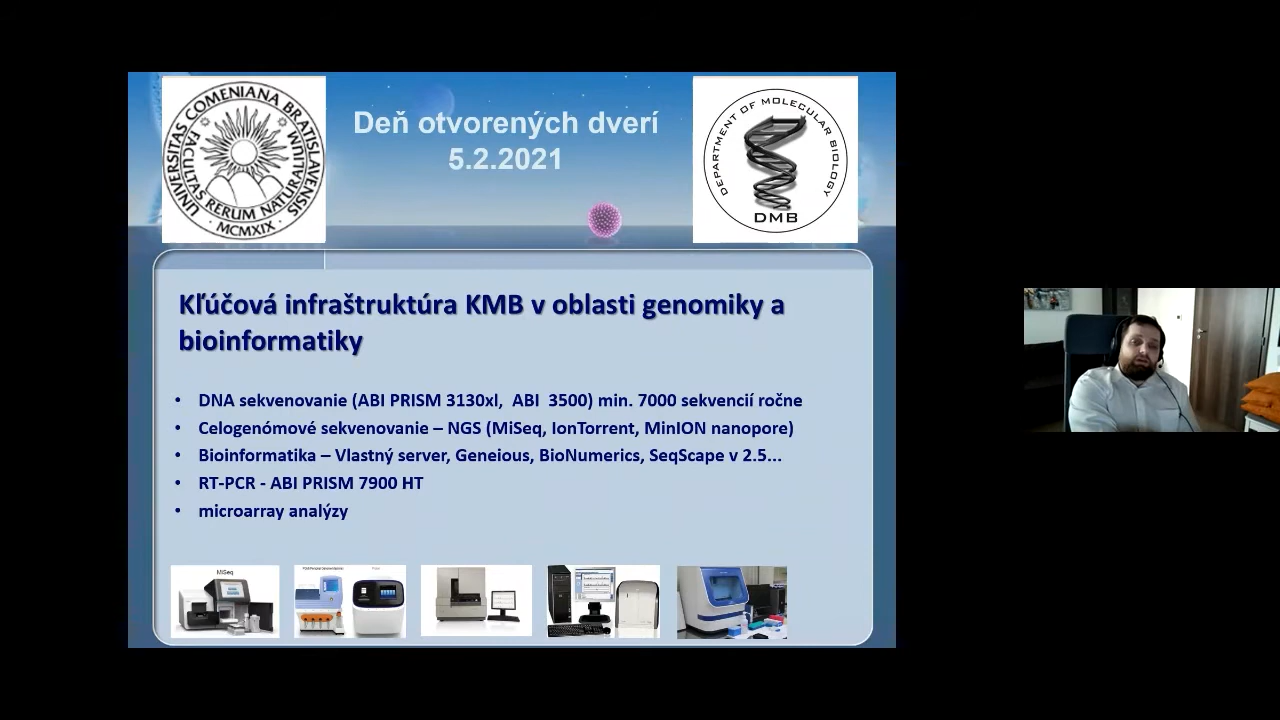 UNIVERSITAS COMENIANA BRATISLAVENSIS
FACULTAS RERUM NATURALIUM
· MCMXIX ·
Deň otvorených dverí
5.2.2021
DEPARTMENT OF MOLECULAR BIOLOGY
DMB
Kľúčová infraštruktúra KMB v oblasti genomiky a
bioinformatiky
• DNA sekvenovanie (ABI PRISM 3130xl, ABI 3500) min. 7000 sekvencií ročne
• Celogenómové sekvenovanie – NGS (MiSeq, IonTorrent, MinION nanopore)
• Bioinformatika – Vlastný server, Geneious, BioNumerics, SeqScape v 2.5...
• RT-PCR - ABI PRISM 7900 HT
• microarray analýzy
MiSeq